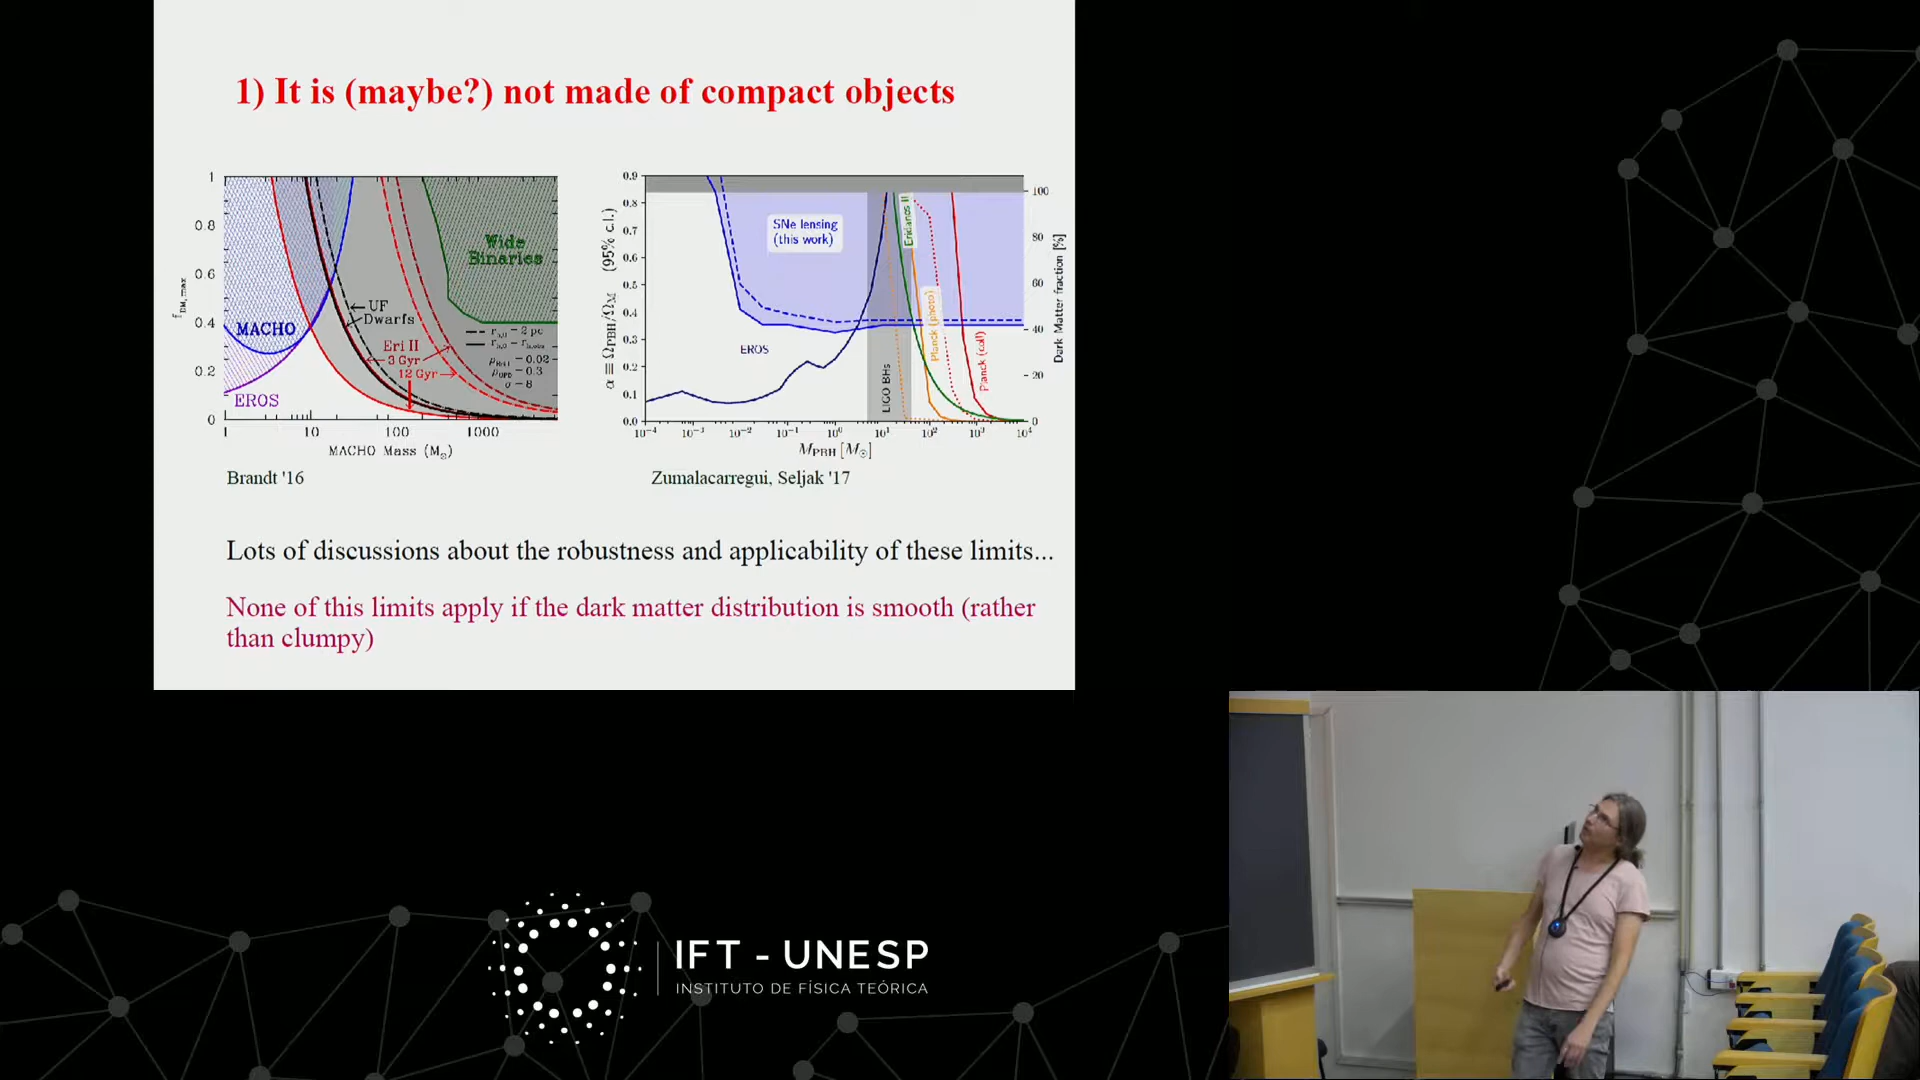 1) It is (maybe?) not made of compact objects
1
0.8
0.6
0.4
0.2
0
MACHO
EROS
Wide
Binaries
UF
Dwarfs
Eri II
3 Gyr
12 Gyr
1 10 100 1000
MACHO Mass (M☉)
Brandt '16
0.9
0.8
0.7
0.6
0.5
0.4
0.3
0.2
0.1
0.0
α ≡ Ω_PBH/Ω_M (95% c.l.)
SNe lensing
(this work)
EROS
LIGO BHs
Eridanus II
Planck (photo)
Planck (coll)
100
80
60
40
20
0
Dark Matter fraction [%]
10⁻⁴ 10⁻³ 10⁻² 10⁻¹ 10⁰ 10¹ 10² 10³ 10⁴
M_PBH [M☉]
Zumalacarregui, Seljak '17
Lots of discussions about the robustness and applicability of these limits...
None of this limits apply if the dark matter distribution is smooth (rather
than clumpy)
IFT - UNESP
INSTITUTO DE FÍSICA TEÓRICA